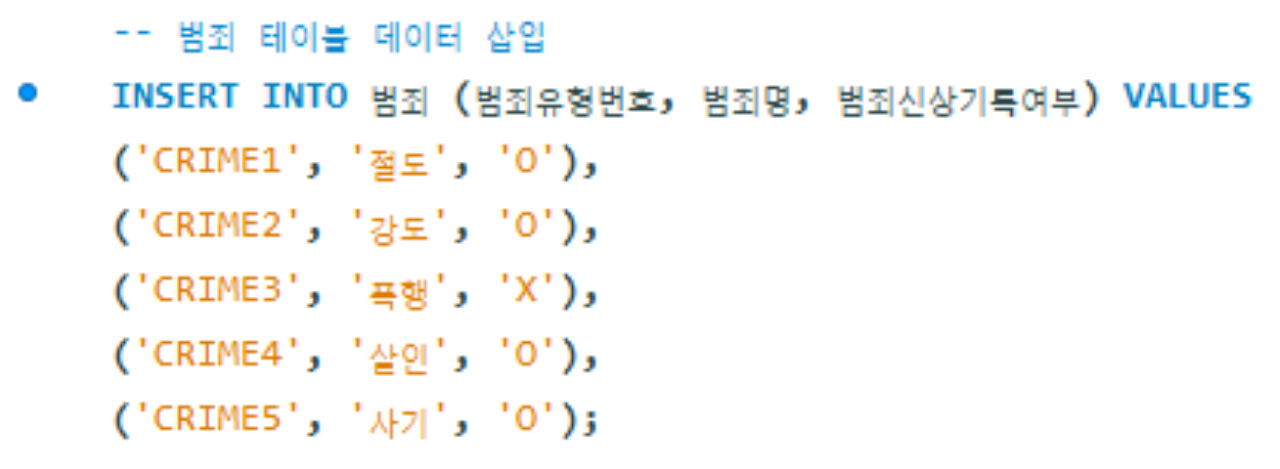 -- 범죄 테이블 데이터 삽입
INSERT INTO 범죄 (범죄유형번호, 범죄명, 범죄신상기록여부) VALUES
('CRIME1', '절도', 'O'),
('CRIME2', '강도', 'O'),
('CRIME3', '폭행', 'X'),
('CRIME4', '살인', 'O'),
('CRIME5', '사기', 'O');